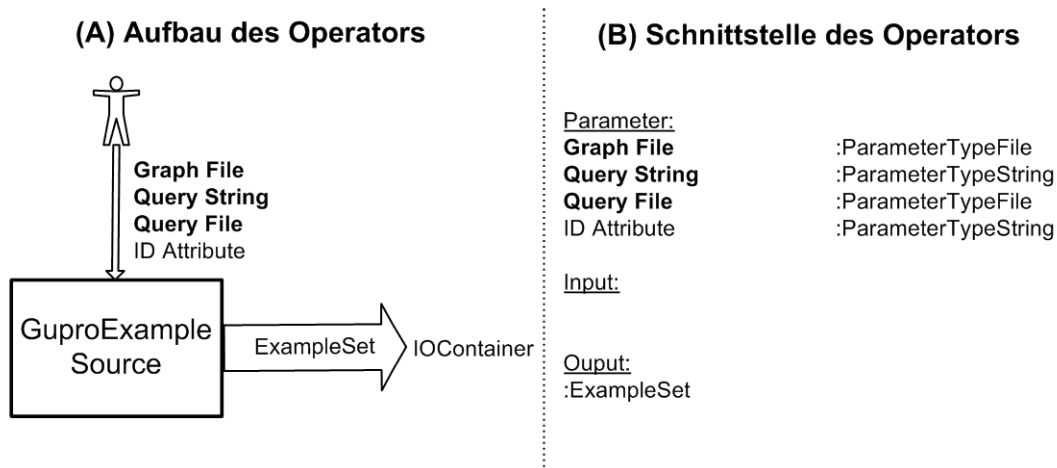 (A) Aufbau des Operators
Graph File
Query String
Query File
ID Attribute
GuproExample
Source
ExampleSet
IOContainer
(B) Schnittstelle des Operators
Parameter:
Graph File :ParameterTypeFile
Query String :ParameterTypeString
Query File :ParameterTypeFile
ID Attribute :ParameterTypeString
Input:
Ouput:
:ExampleSet